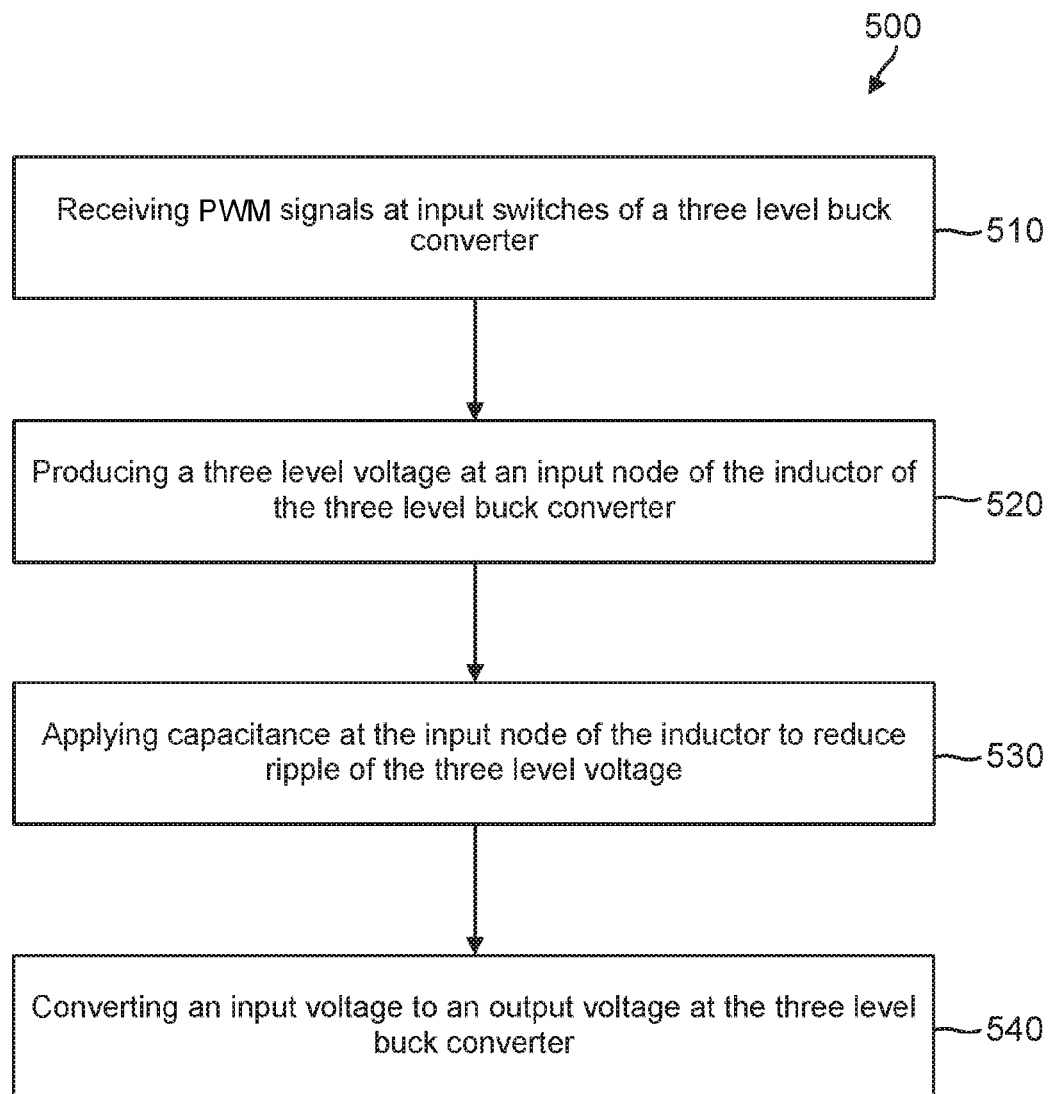 500
Receiving PWM signals at input switches of a three level buck
converter
510
Producing a three level voltage at an input node of the inductor of
the three level buck converter
520
Applying capacitance at the input node of the inductor to reduce
ripple of the three level voltage
530
Converting an input voltage to an output voltage at the three level
buck converter
540